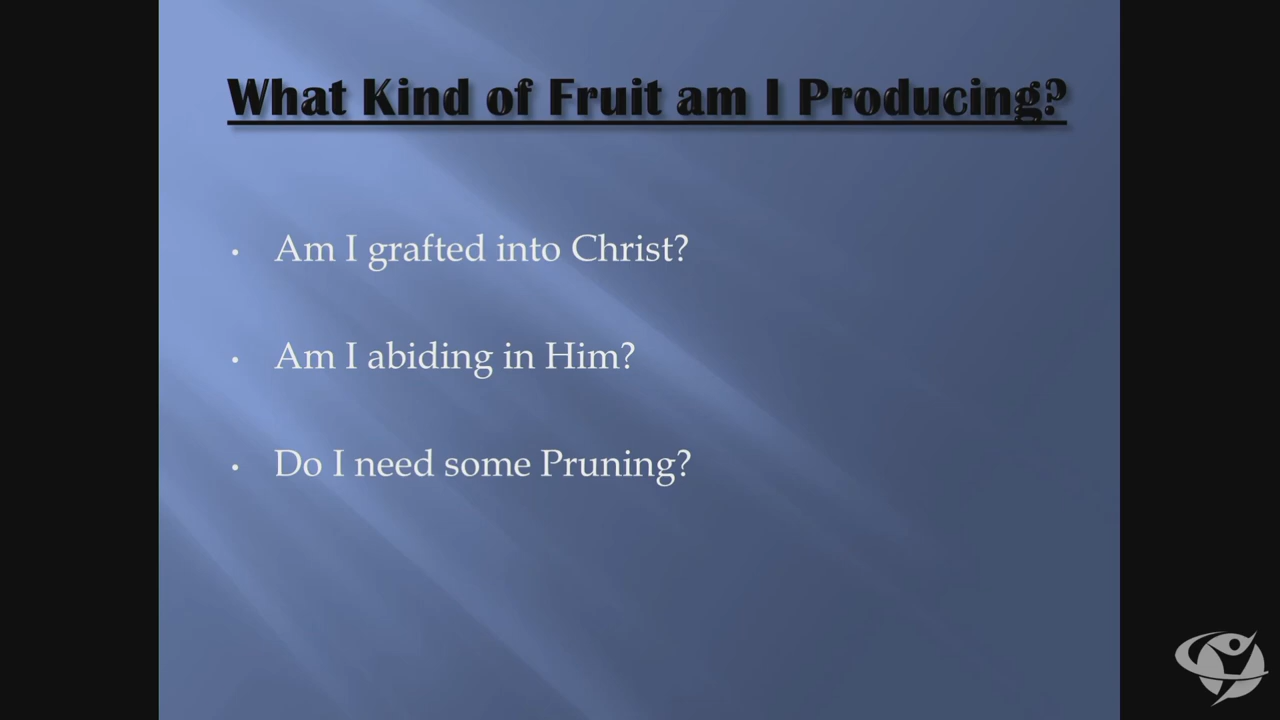 What Kind of Fruit am I Producing?
• Am I grafted into Christ?
• Am I abiding in Him?
• Do I need some Pruning?